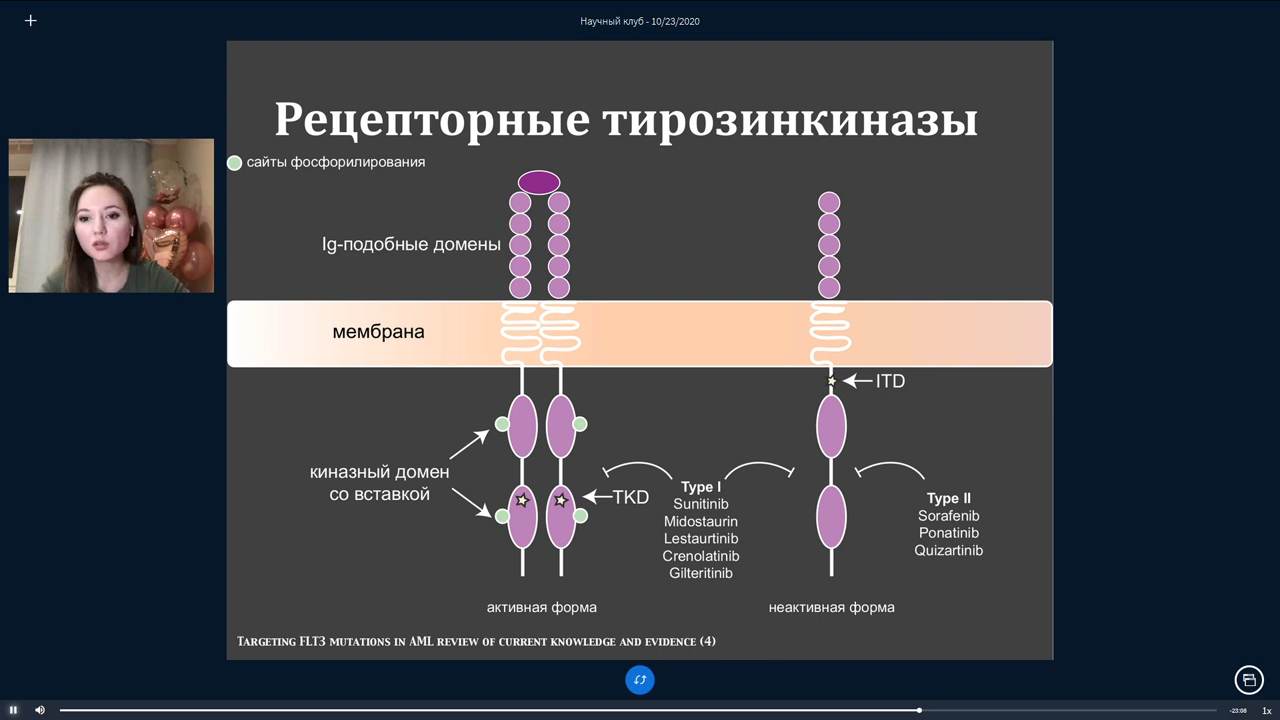 Научный клуб - 10/23/2020
Рецепторные тирозинкиназы
сайты фосфорилирования
Ig-подобные домены
мембрана
ITD
киназный домен
со вставкой
TKD
Type I
Sunitinib
Midostaurin
Lestaurtinib
Crenolatinib
Gilteritinib
Type II
Sorafenib
Ponatinib
Quizartinib
активная форма
неактивная форма
Targeting FLT3 mutations in AML review of current knowledge and evidence (4)
-23:08
1x